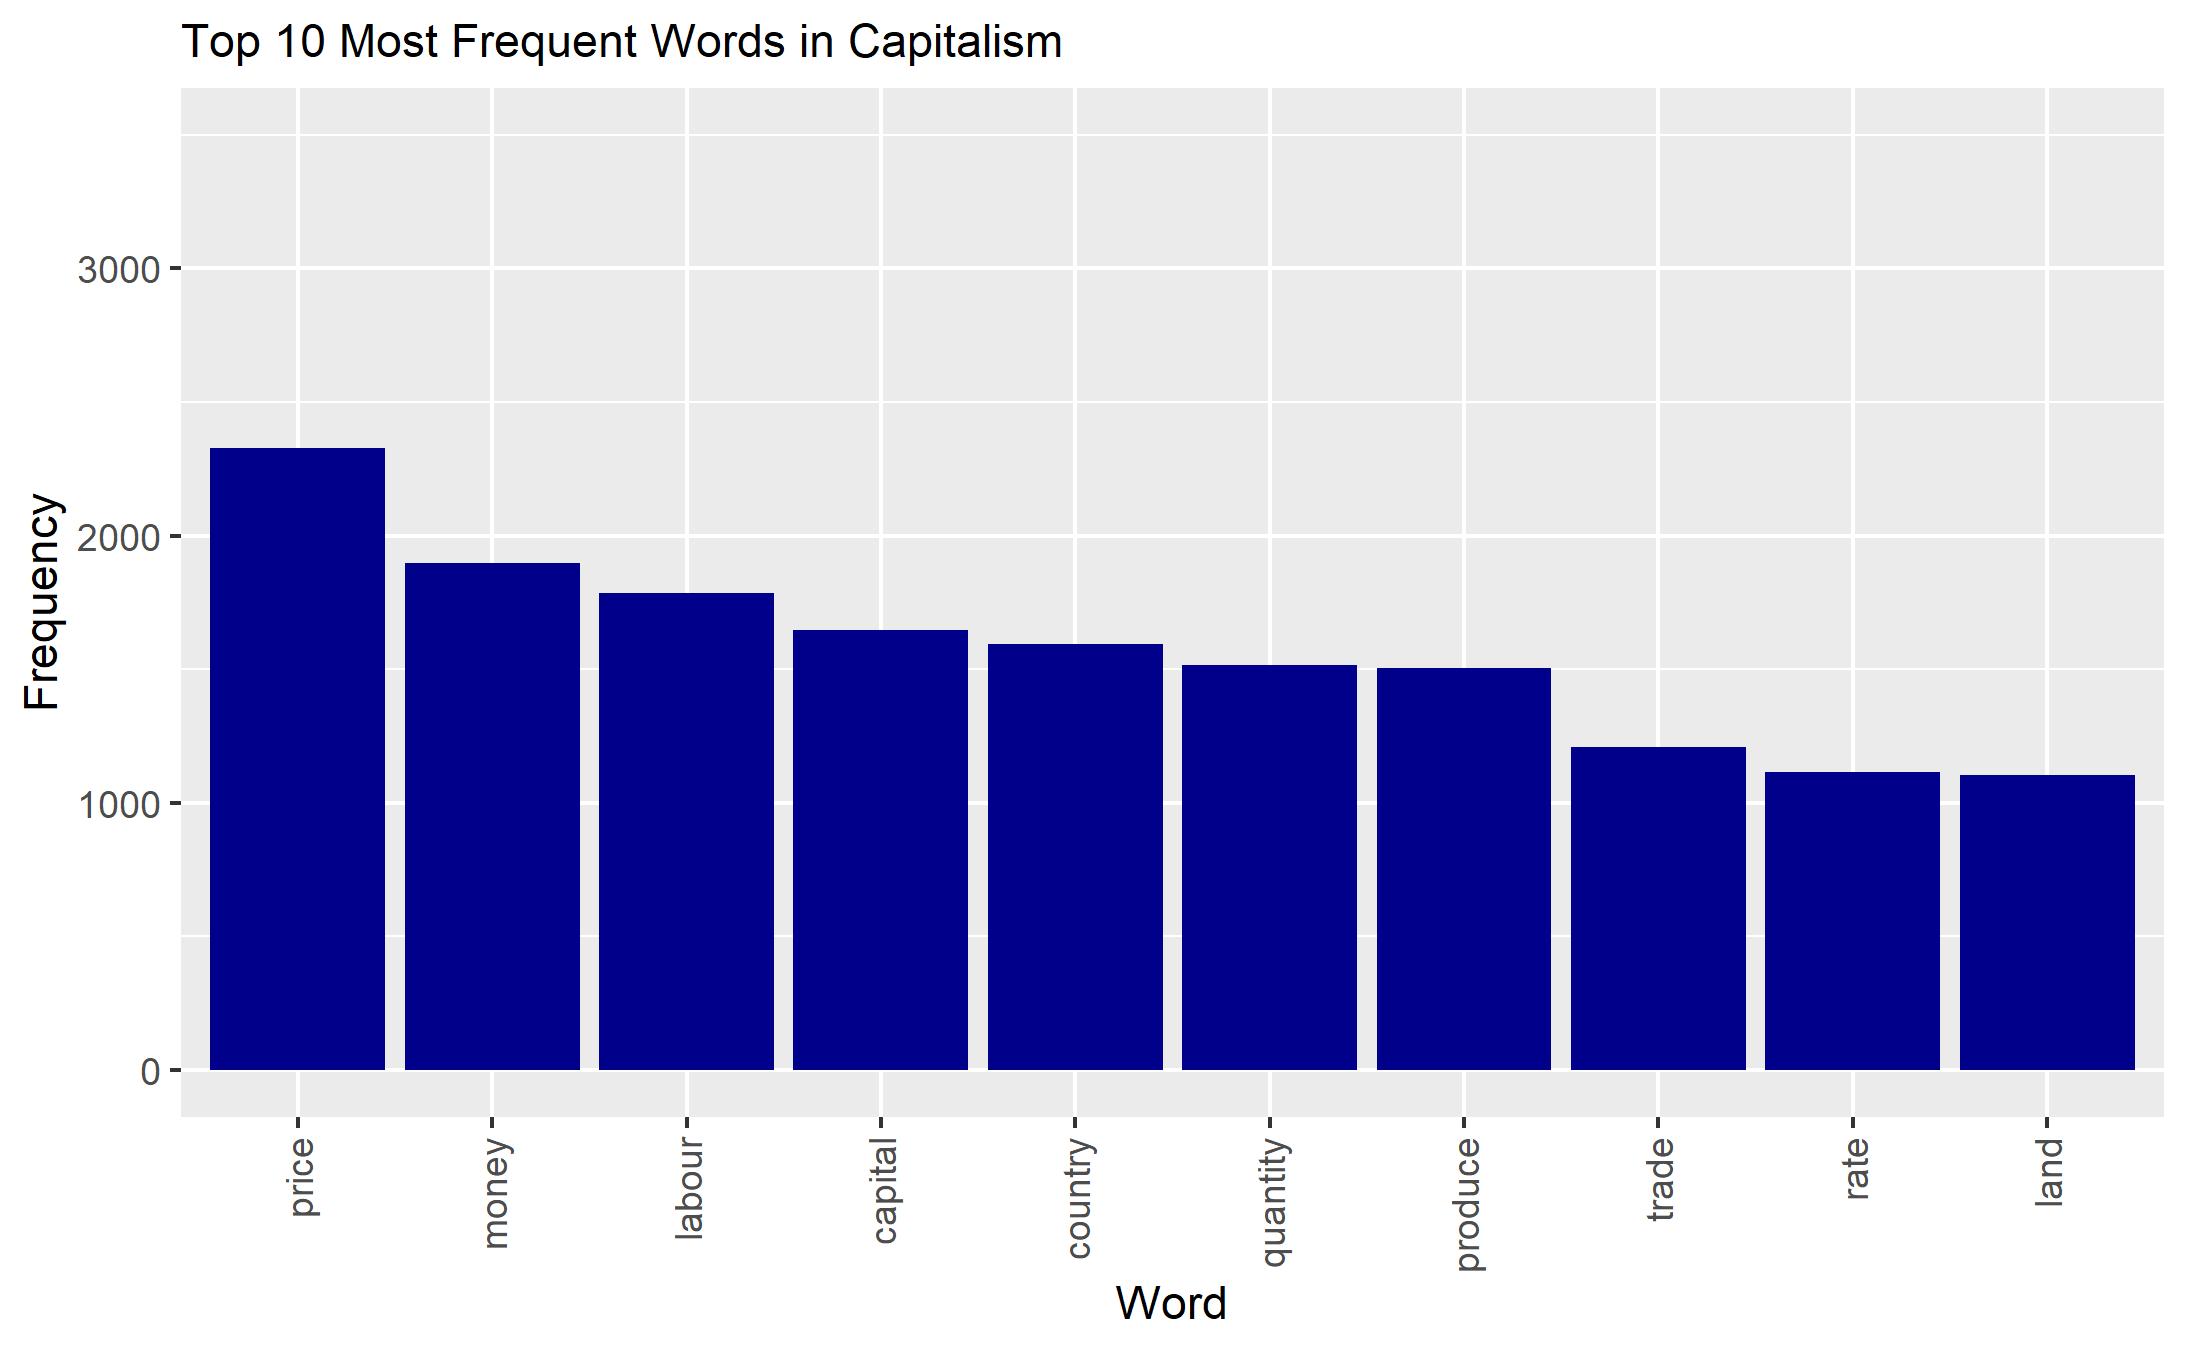 Top 10 Most Frequent Words in Capitalism
Frequency
3000
2000
1000
0
price
money
labour
capital
country
quantity
produce
trade
rate
land
Word